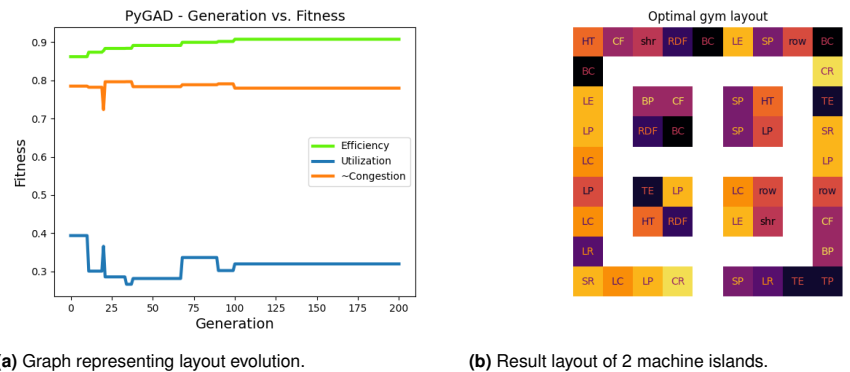 PyGAD - Generation vs. Fitness
0.9
0.8
0.7
0.6
0.5
0.4
0.3
Fitness
Efficiency
Utilization
~Congestion
0 25 50 75 100 125 150 175 200
Generation
(a) Graph representing layout evolution.
Optimal gym layout
HT CF shr RDF BC LE SP row BC
BC CR
LE BP CF SP HT TE
LP RDF BC SP LP SR
LC LP
LP TE LP LC row row
LC HT RDF LE shr CF
LR BP
SR LC LP CR SP LR TE TP
(b) Result layout of 2 machine islands.